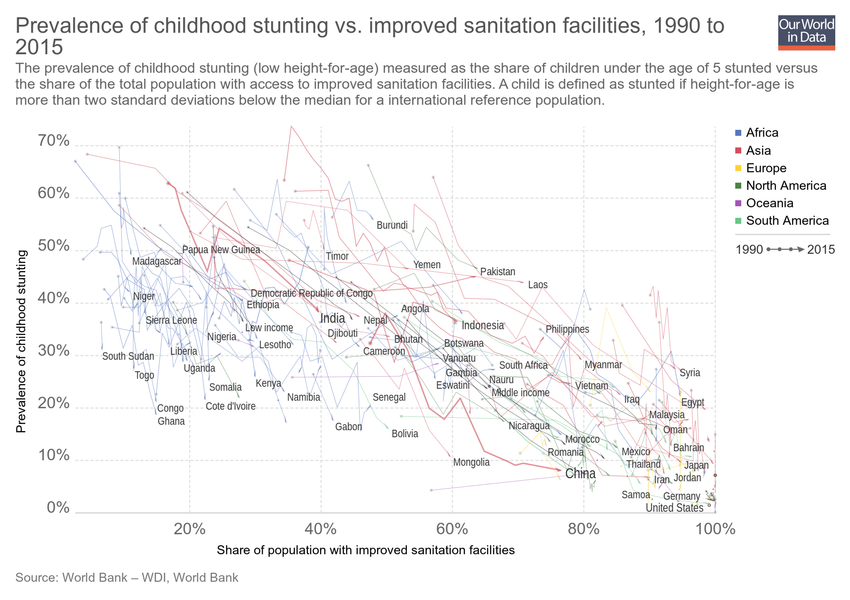 Prevalence of childhood stunting vs. improved sanitation facilities, 1990 to
2015
Our World
in Data
The prevalence of childhood stunting (low height-for-age) measured as the share of children under the age of 5 stunted versus
the share of the total population with access to improved sanitation facilities. A child is defined as stunted if height-for-age is
more than two standard deviations below the median for a international reference population.
Africa
Asia
Europe
North America
Oceania
South America
1990 2015
Prevalence of childhood stunting
70%
60%
50%
40%
30%
20%
10%
0%
Burundi
Papua New Guinea
Madagascar
Timor
Yemen
Pakistan
Laos
Niger
Democratic Republic of Congo
Ethiopia
Angola
Sierra Leone
India
Nepal
Indonesia
Low income
Philippines
Nigeria
Djibouti
Bhutan
Lesotho
Botswana
South Sudan
Liberia
Cameroon
Vanuatu
Uganda
South Africa
Myanmar
Togo
Gambia
Nauru
Syria
Somalia
Kenya
Eswatini
Vietnam
Namibia
Senegal
Middle income
Iraq
Egypt
Congo
Cote d'Ivoire
Malaysia
Ghana
Gabon
Bolivia
Nicaragua
Oman
Morocco
Romania
Mexico
Bahrain
Mongolia
Thailand
Japan
China
Iran
Jordan
Samoa
Germany
United States
20%
40%
60%
80%
100%
Share of population with improved sanitation facilities
Source: World Bank – WDI, World Bank